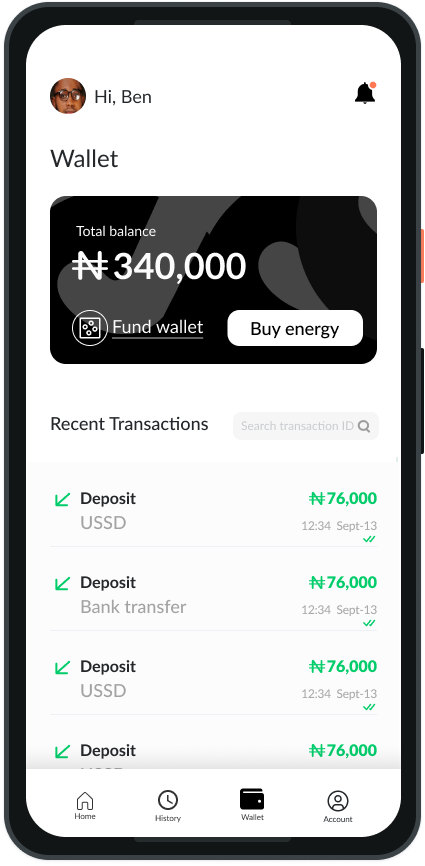 Hi, Ben
Wallet
Total balance
₦340,000
Fund wallet
Buy energy
Recent Transactions
Search transaction ID
Deposit
₦76,000
USSD
12:34 Sept-13
Deposit
₦76,000
Bank transfer
12:34 Sept-13
Deposit
₦76,000
USSD
12:34 Sept-13
Deposit
₦76,000
Home
History
Wallet
Account